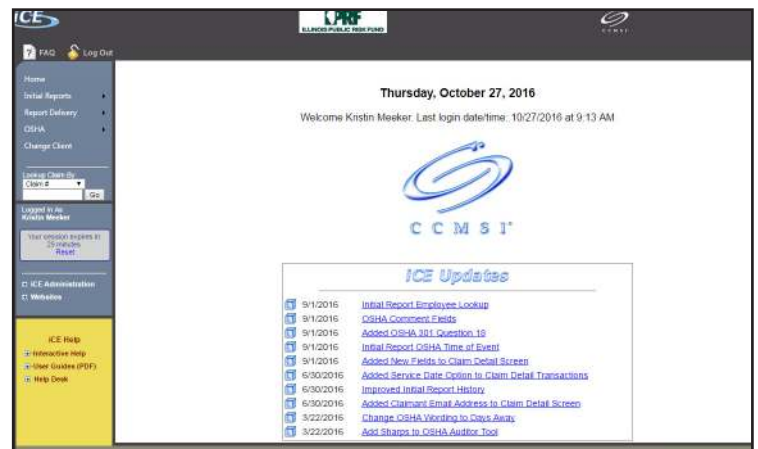 iCE
IPRF
ILLINOIS PUBLIC RISK FUND
CCMSI
? FAQ Log Out
Home
Initial Reports
Report Delivery
OSHA
Change Client
Lookup Claim By
Claim #
Go
Logged In As
Kristin Meeker
Your session expires in
29 minutes
Reset
ICE Administration
Websites
iCE Help
Interactive Help
User Guides (PDF)
Help Desk
Thursday, October 27, 2016
Welcome Kristin Meeker. Last login date/time: 10/27/2016 at 9:13 AM
CCMSI
iCE Updates
9/1/2016 Initial Report Employee Lookup
9/1/2016 OSHA Comment Fields
9/1/2016 Added OSHA 301 Question 10
9/1/2016 Initial Report OSHA Time of Event
9/1/2016 Added New Fields to Claim Detail Screen
6/30/2016 Added Service Date Option to Claim Detail Transactions
6/30/2016 Improved Initial Report History
6/30/2016 Added Claimant Email Address to Claim Detail Screen
3/22/2016 Change OSHA Wording to Days Away
3/22/2016 Add Sharps to OSHA Auditor Tool